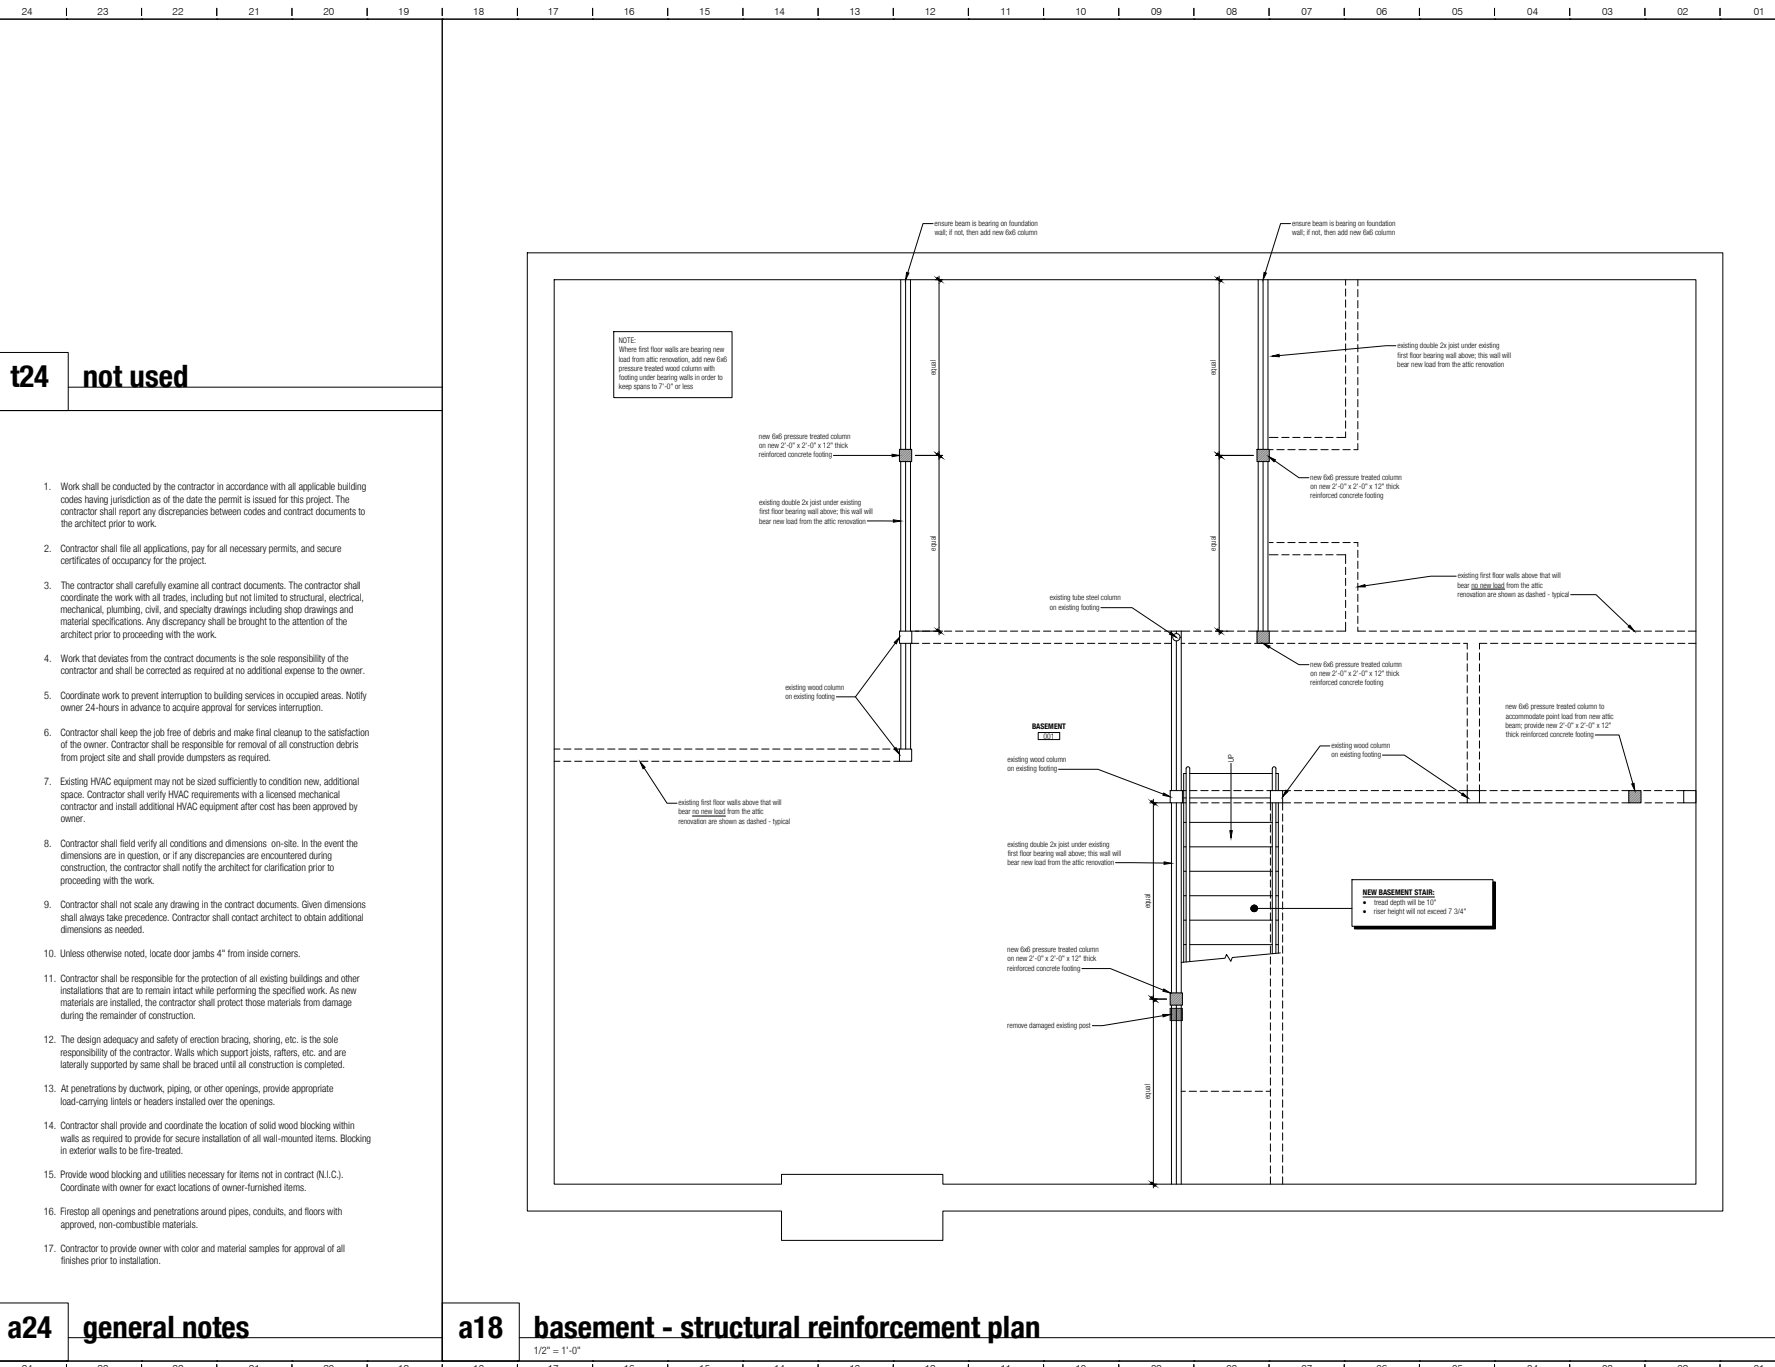 24 23 22 21 20 19 18 17 16 15 14 13 12 11 10 09 08 07 06 05 04 03 02 01
t24 not used
1. Work shall be conducted by the contractor in accordance with all applicable building
codes having jurisdiction as of the date the permit is issued for this project. The
contractor shall report any discrepancies between codes and contract documents to
the architect prior to work.
2. Contractor shall file all applications, pay for all necessary permits, and secure
certificates of occupancy for the project.
3. The contractor shall carefully examine all contract documents. The contractor shall
coordinate the work with all trades, including but not limited to structural, electrical,
mechanical, plumbing, civil, and specialty drawings including shop drawings and
material specifications. Any discrepancy shall be brought to the attention of the
architect prior to proceeding with the work.
4. Work that deviates from the contract documents is the sole responsibility of the
contractor and shall be corrected as required at no additional expense to the owner.
5. Coordinate work to prevent interruption to building services in occupied areas. Notify
owner 24-hours in advance to acquire approval for services interruption.
6. Contractor shall keep the job free of debris and make final cleanup to the satisfaction
of the owner. Contractor shall be responsible for removal of all construction debris
from project site and shall provide dumpsters as required.
7. Existing HVAC equipment may not be sized sufficiently to condition new, additional
space. Contractor shall verify HVAC requirements with a licensed mechanical
contractor and install additional HVAC equipment after cost has been approved by
owner.
8. Contractor shall field verify all conditions and dimensions on-site. In the event the
dimensions are in question, or if any discrepancies are encountered during
construction, the contractor shall notify the architect for clarification prior to
proceeding with the work.
9. Contractor shall not scale any drawing in the contract documents. Given dimensions
shall always take precedence. Contractor shall contact architect to obtain additional
dimensions as needed.
10. Unless otherwise noted, locate door jambs 4" from inside corners.
11. Contractor shall be responsible for the protection of all existing buildings and other
installations that are to remain intact while performing the specified work. As new
materials are installed, the contractor shall protect those materials from damage
during the remainder of construction.
12. The design adequacy and safety of erection bracing, shoring, etc. is the sole
responsibility of the contractor. Walls which support joists, rafters, etc. and are
laterally supported by same shall be braced until all construction is completed.
13. At penetrations by ductwork, piping, or other openings, provide appropriate
load-carrying lintels or headers installed over the openings.
14. Contractor shall provide and coordinate the location of solid wood blocking within
walls as required to provide for secure installation of all wall-mounted items. Blocking
in exterior walls to be fire-treated.
15. Provide wood blocking and utilities necessary for items not in contract (N.I.C.).
Coordinate with owner for exact locations of owner-furnished items.
16. Firestop all openings and penetrations around pipes, conduits, and floors with
approved, non-combustible materials.
17. Contractor to provide owner with color and material samples for approval of all
finishes prior to installation.
a24 general notes
ensure beam is bearing on foundation
wall; if not, then add new 6x6 column
ensure beam is bearing on foundation
wall; if not, then add new 6x6 column
NOTE:
Where first floor walls are bearing new
load from attic renovation, add new 6x6
pressure treated wood column with
footing under bearing walls in order to
keep spans to 7'-0" or less
equal
equal
existing double 2x joist under existing
first floor bearing wall above; this wall will
bear new load from the attic renovation
new 6x6 pressure treated column
on new 2'-0" x 2'-0" x 12" thick
reinforced concrete footing
new 6x6 pressure treated column
on new 2'-0" x 2'-0" x 12" thick
reinforced concrete footing
existing double 2x joist under existing
first floor bearing wall above; this wall will
bear new load from the attic renovation
equal
equal
existing first floor walls above that will
bear no new load from the attic
renovation are shown as dashed - typical
existing tube steel column
on existing footing
new 6x6 pressure treated column
on new 2'-0" x 2'-0" x 12" thick
reinforced concrete footing
existing wood column
on existing footing
new 6x6 pressure treated column to
accommodate point load from new attic
beam; provide new 2'-0" x 2'-0" x 12"
thick reinforced concrete footing
BASEMENT
001
existing wood column
on existing footing
UP
existing wood column
on existing footing
existing first floor walls above that will
bear no new load from the attic
renovation are shown as dashed - typical
existing double 2x joist under existing
first floor bearing wall above; this wall will
bear new load from the attic renovation
equal
NEW BASEMENT STAIR:
• tread depth will be 10"
• riser height will not exceed 7 3/4"
new 6x6 pressure treated column
on new 2'-0" x 2'-0" x 12" thick
reinforced concrete footing
remove damaged existing post
equal
a18 basement - structural reinforcement plan
1/2" = 1'-0"